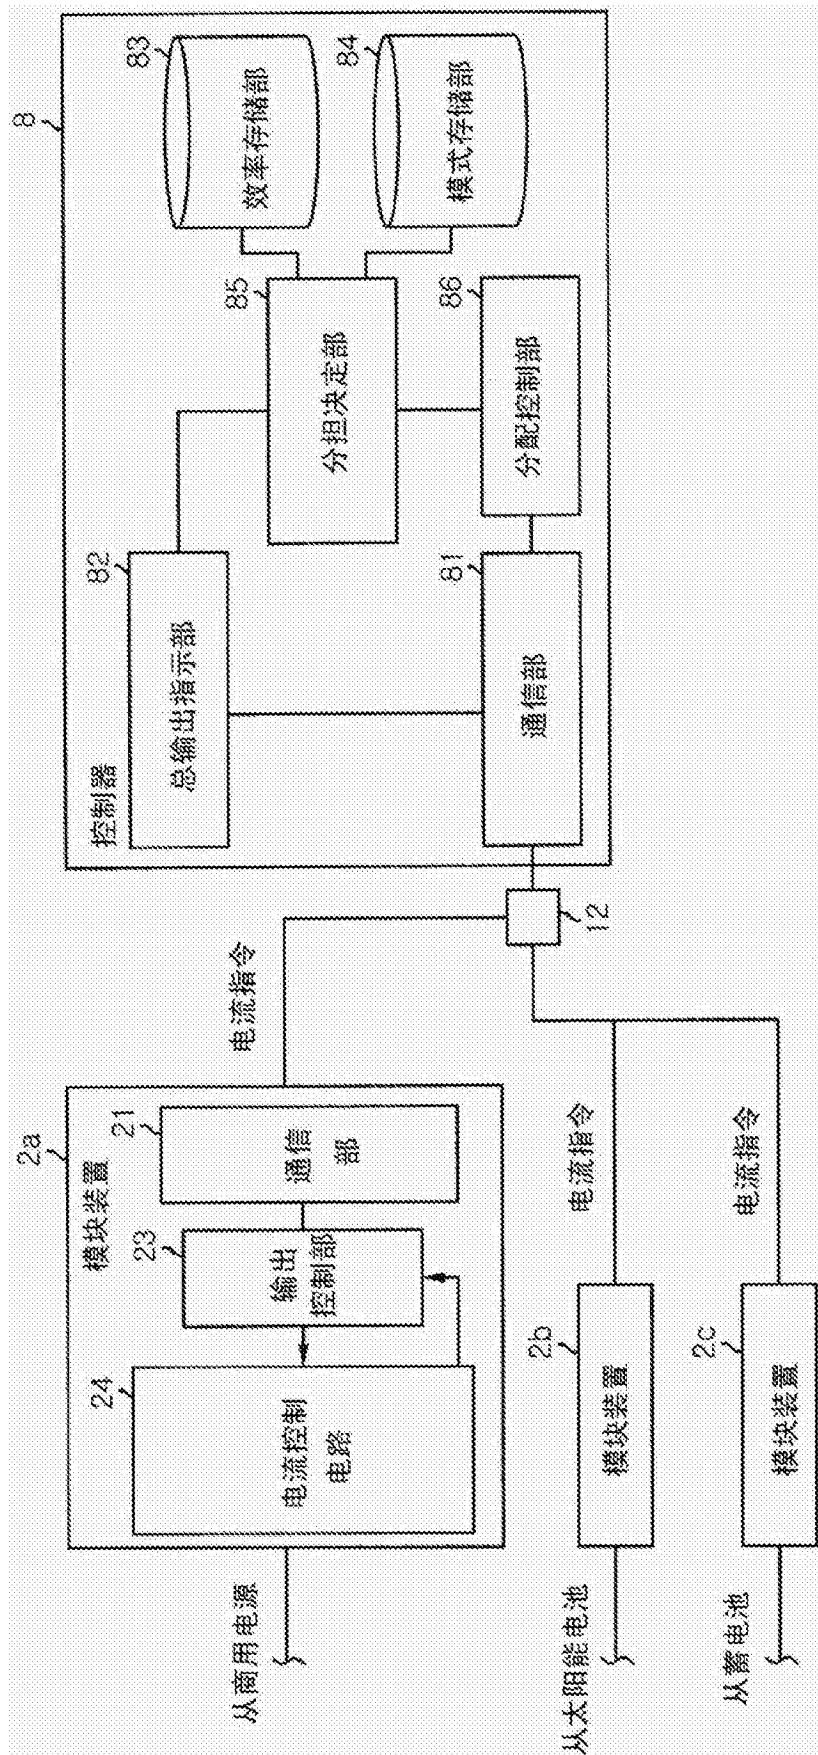 8
控制器
82
总输出指示部
85
分担决定部
83
效率存储部
84
模式存储部
86
分配控制部
81
通信部
12
电流指令
2a
模块装置
21
通信
部
23
输出
控制部
24
电流控制
电路
从商用电源
电流指令
2b
模块装置
从太阳能电池
电流指令
2c
模块装置
从蓄电池